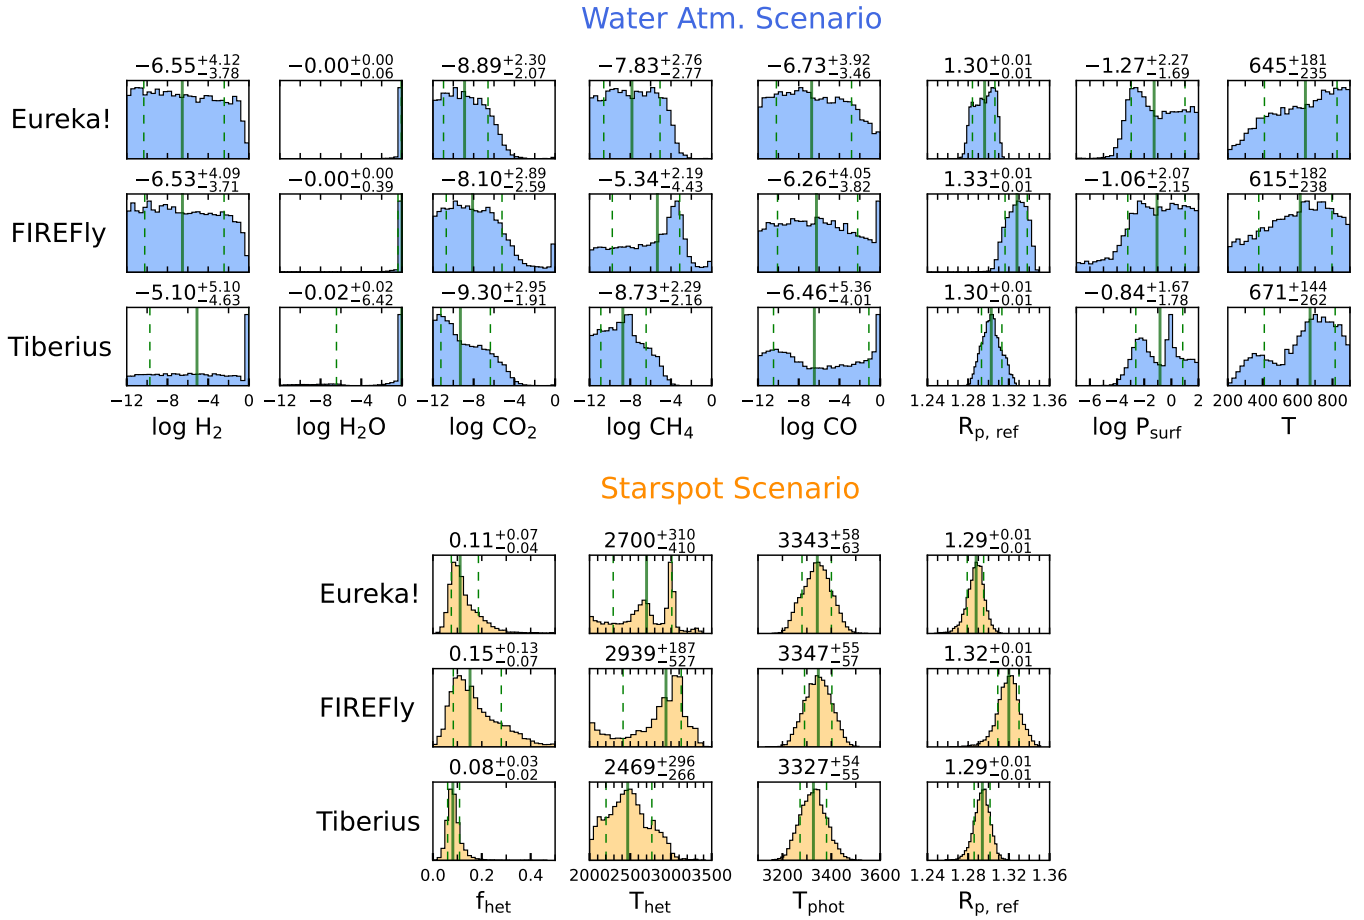 Water Atm. Scenario
−6.55 +4.12 −3.78 −0.00 +0.00 −0.06 −8.89 +2.30 −2.07 −7.83 +2.76 −2.77 −6.73 +3.92 −3.46 1.30 +0.01 −0.01 −1.27 +2.27 −1.69 645 +181 −235
Eureka!
−6.53 +4.09 −3.71 −0.00 +0.00 −0.39 −8.10 +2.89 −2.59 −5.34 +2.19 −4.43 −6.26 +4.05 −3.82 1.33 +0.01 −0.01 −1.06 +2.07 −2.15 615 +182 −238
FIREFly
−5.10 +5.10 −4.63 −0.02 +0.02 −6.42 −9.30 +2.95 −1.91 −8.73 +2.29 −2.16 −6.46 +5.36 −4.01 1.30 +0.01 −0.01 −0.84 +1.67 −1.78 671 +144 −262
Tiberius
−12 −8 −4 0 −12 −8 −4 0 −12 −8 −4 0 −12 −8 −4 0 −12 −8 −4 0 1.24 1.28 1.32 1.36 −6 −4 −2 0 2 200 400 600 800
log H2 log H2O log CO2 log CH4 log CO Rp, ref log Psurf T
Starspot Scenario
0.11 +0.07 −0.04 2700 +310 −410 3343 +58 −63 1.29 +0.01 −0.01
Eureka!
0.15 +0.13 −0.07 2939 +187 −527 3347 +55 −57 1.32 +0.01 −0.01
FIREFly
0.08 +0.03 −0.02 2469 +296 −266 3327 +54 −55 1.29 +0.01 −0.01
Tiberius
0.0 0.2 0.4 2000 2500 3000 3500 3200 3400 3600 1.24 1.28 1.32 1.36
fhet Thet Tphot Rp, ref